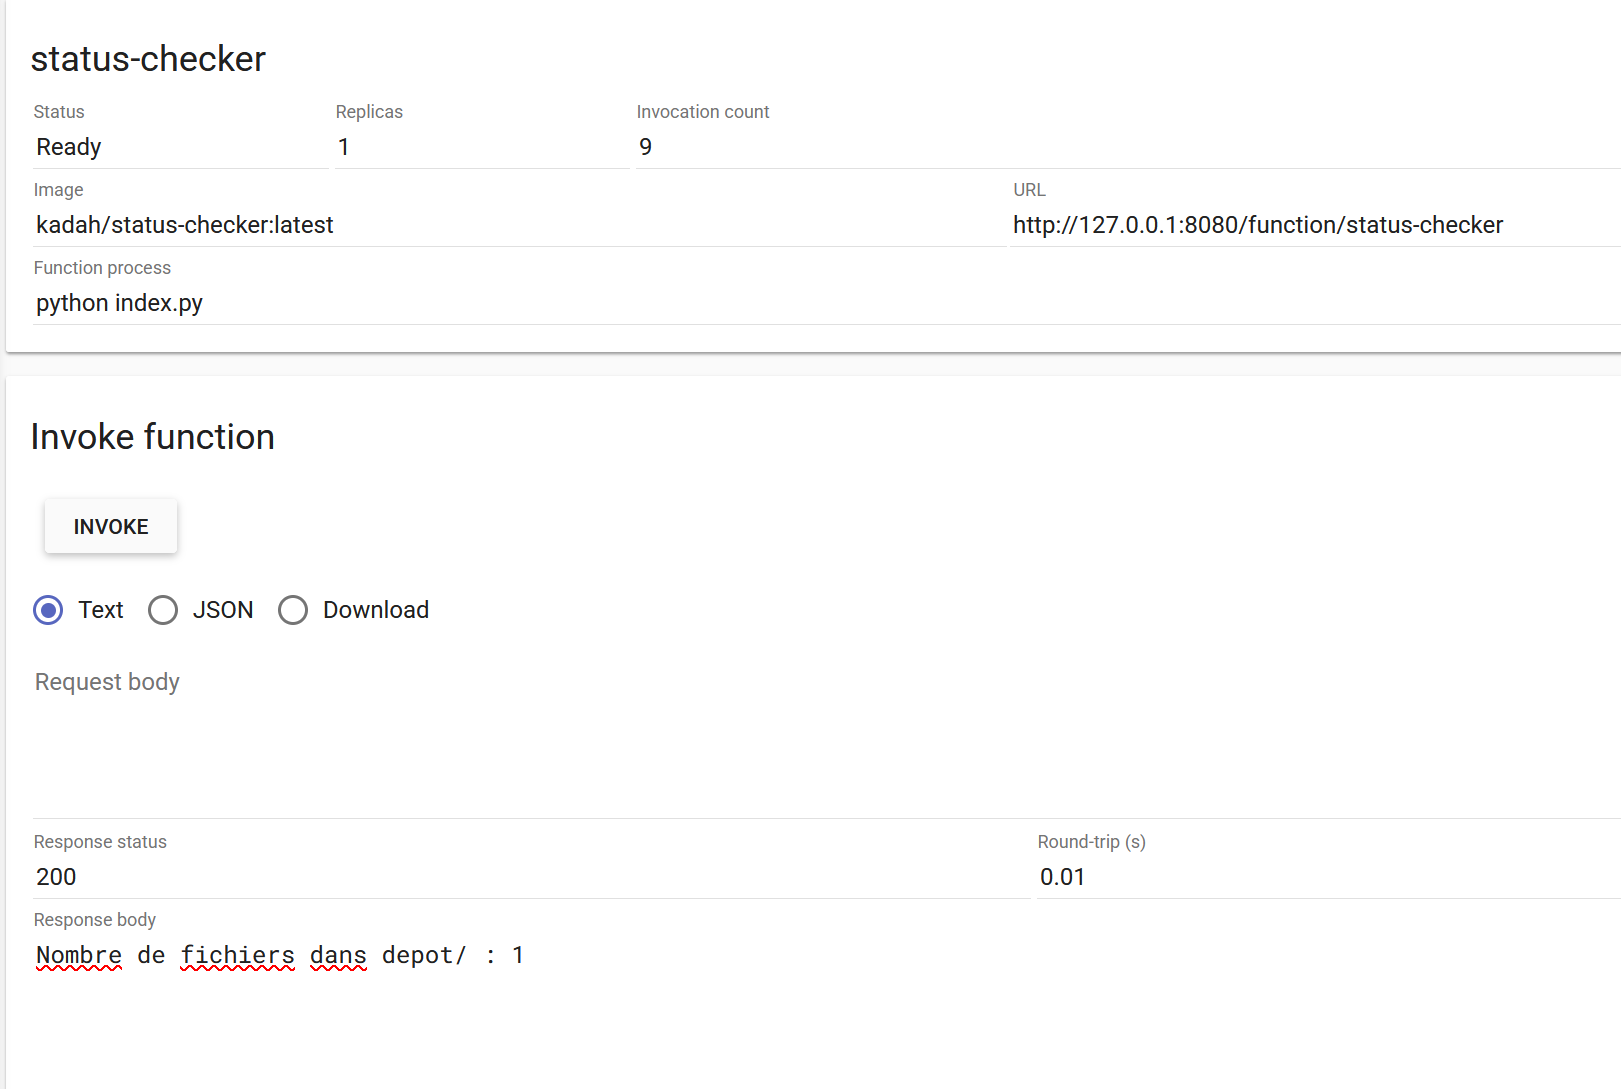 status-checker
Status Replicas Invocation count
Ready 1 9
Image URL
kadah/status-checker:latest http://127.0.0.1:8080/function/status-checker
Function process
python index.py
Invoke function
INVOKE
Text JSON Download
Request body
Response status Round-trip (s)
200 0.01
Response body
Nombre de fichiers dans depot/ : 1